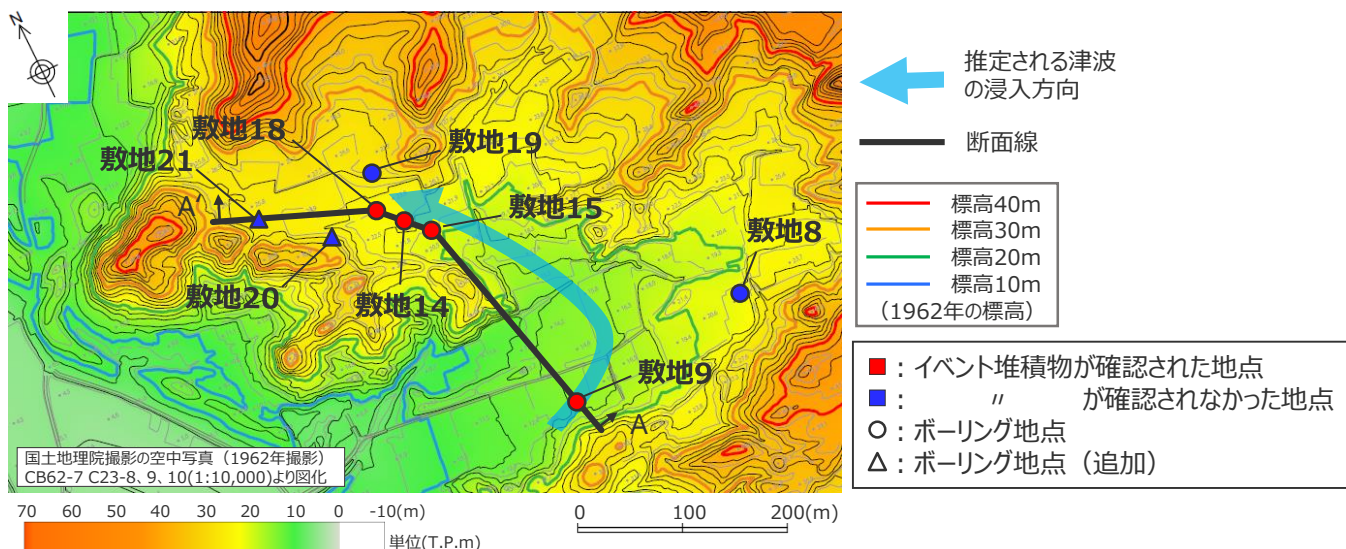 N
敷地18
敷地19
敷地21
A'
敷地15
敷地8
敷地20
敷地14
敷地9
A
国土地理院撮影の空中写真（1962年撮影）
CB62-7 C23-8、9、10(1:10,000)より図化
70 60 50 40 30 20 10 0 -10(m)
単位(T.P.m)
0 100 200(m)
推定される津波
の浸入方向
断面線
標高40m
標高30m
標高20m
標高10m
（1962年の標高）
■：イベント堆積物が確認された地点
■： 〃 が確認されなかった地点
○：ボーリング地点
△：ボーリング地点（追加）